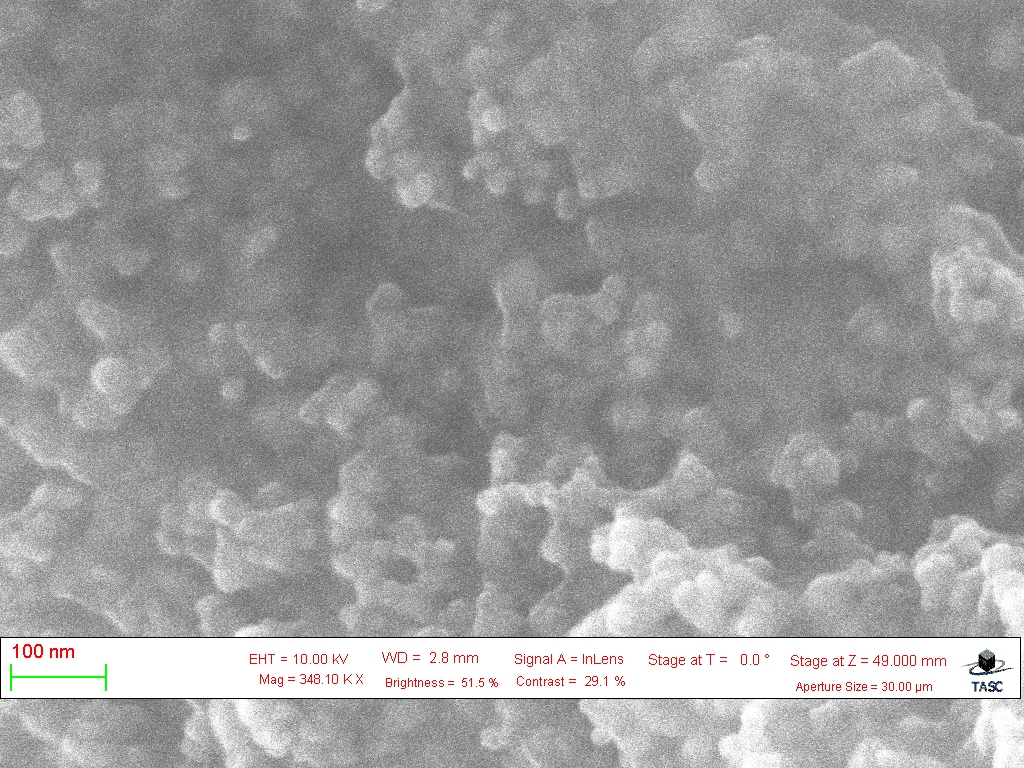 100 nm
EHT = 10.00 kV WD = 2.8 mm Signal A = InLens Stage at T = 0.0 ° Stage at Z = 49.000 mm
Mag = 348.10 K X Brightness = 51.5 % Contrast = 29.1 % Aperture Size = 30.00 µm
TASC